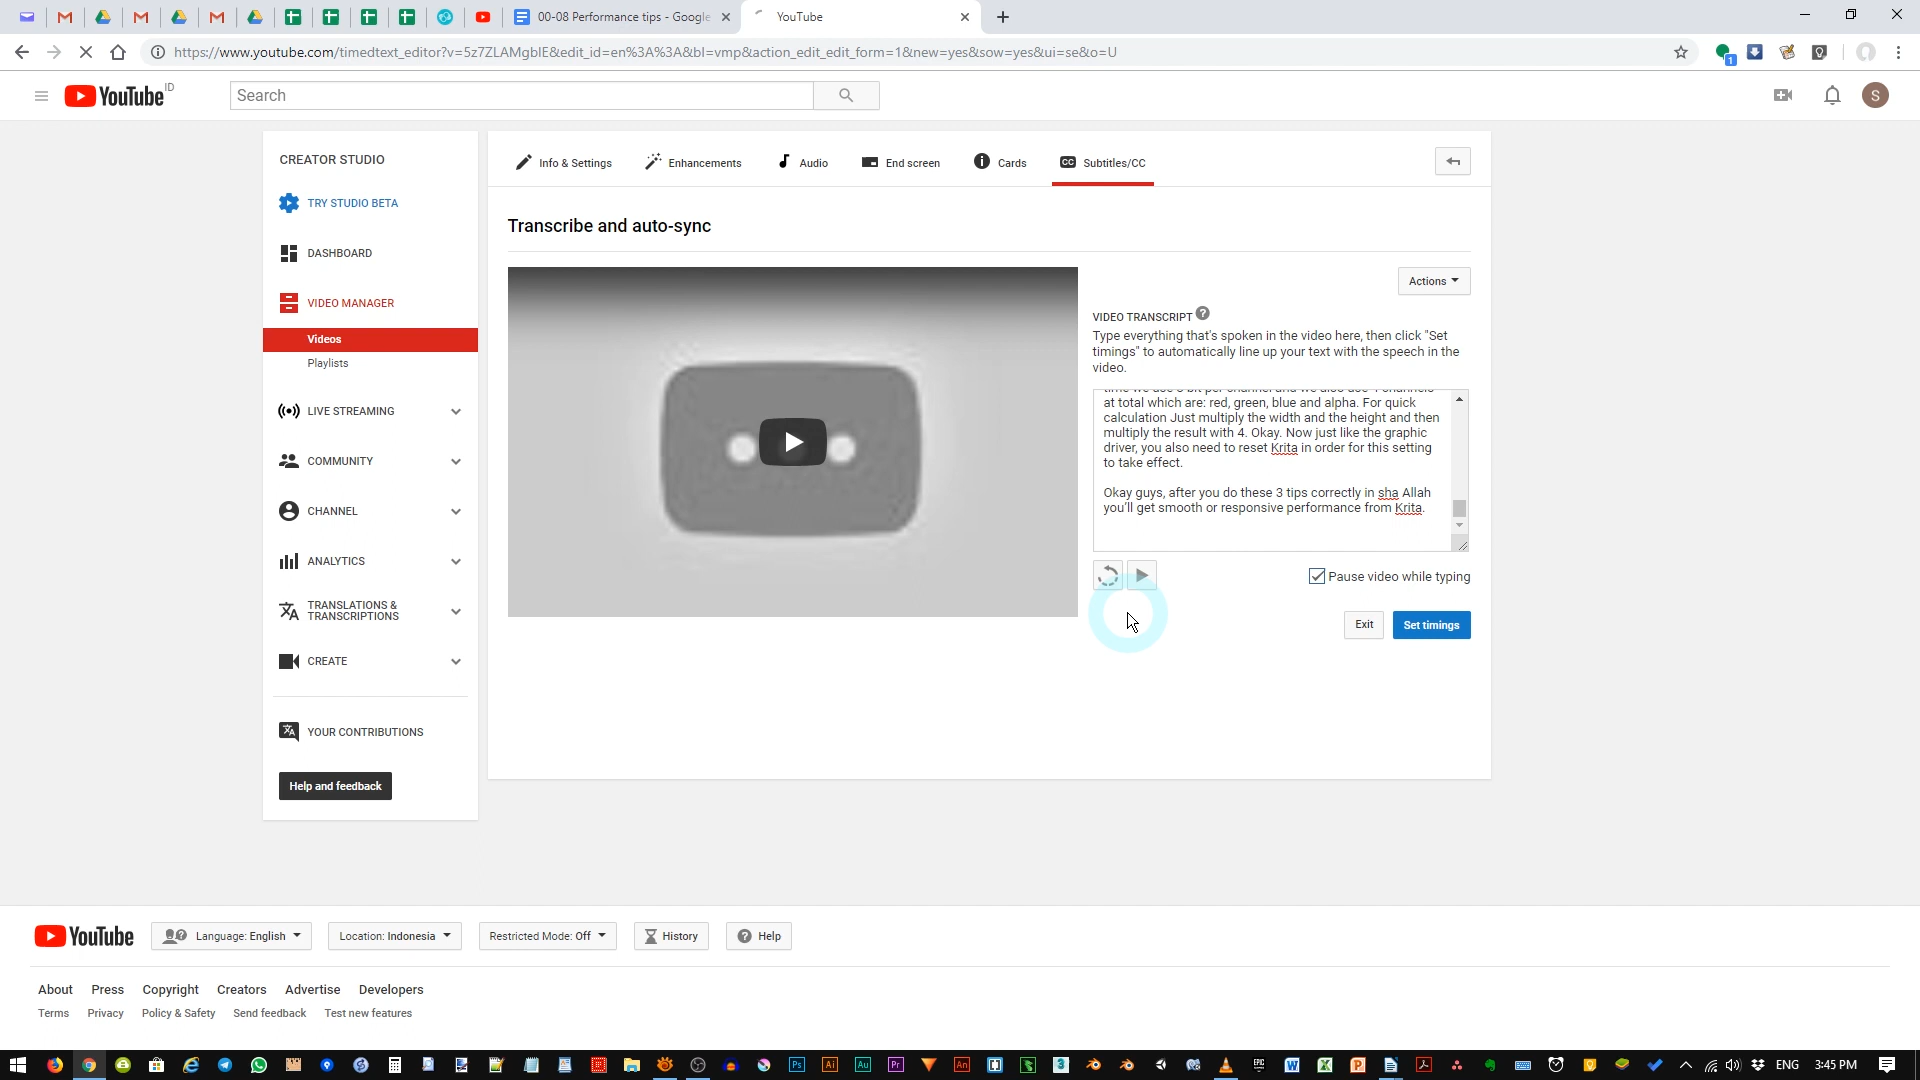 00-08 Performance tips - Google
YouTube
https://www.youtube.com/timedtext_editor?v=5z7ZLAMgbIE&edit_id=en%3A%3A&bl=vmp&action_edit_edit_form=1&new=yes&sow=yes&ui=se&o=U
1
YouTube ID
Search
S
CREATOR STUDIO
TRY STUDIO BETA
DASHBOARD
VIDEO MANAGER
Videos
Playlists
LIVE STREAMING
COMMUNITY
CHANNEL
ANALYTICS
TRANSLATIONS &
TRANSCRIPTIONS
CREATE
YOUR CONTRIBUTIONS
Help and feedback
Info & Settings
Enhancements
Audio
End screen
Cards
CC Subtitles/CC
Transcribe and auto-sync
Actions
VIDEO TRANSCRIPT ?
Type everything that's spoken in the video here, then click "Set
timings" to automatically line up your text with the speech in the
video.
at total which are: red, green, blue and alpha. For quick
calculation Just multiply the width and the height and then
multiply the result with 4. Okay. Now just like the graphic
driver, you also need to reset Krita in order for this setting
to take effect.
Okay guys, after you do these 3 tips correctly in sha Allah
you'll get smooth or responsive performance from Krita.
Pause video while typing
Exit
Set timings
YouTube
Language: English
Location: Indonesia
Restricted Mode: Off
History
Help
About
Press
Copyright
Creators
Advertise
Developers
Terms
Privacy
Policy & Safety
Send feedback
Test new features
Ps
Ai
Au
Pr
An
ENG
3:45 PM